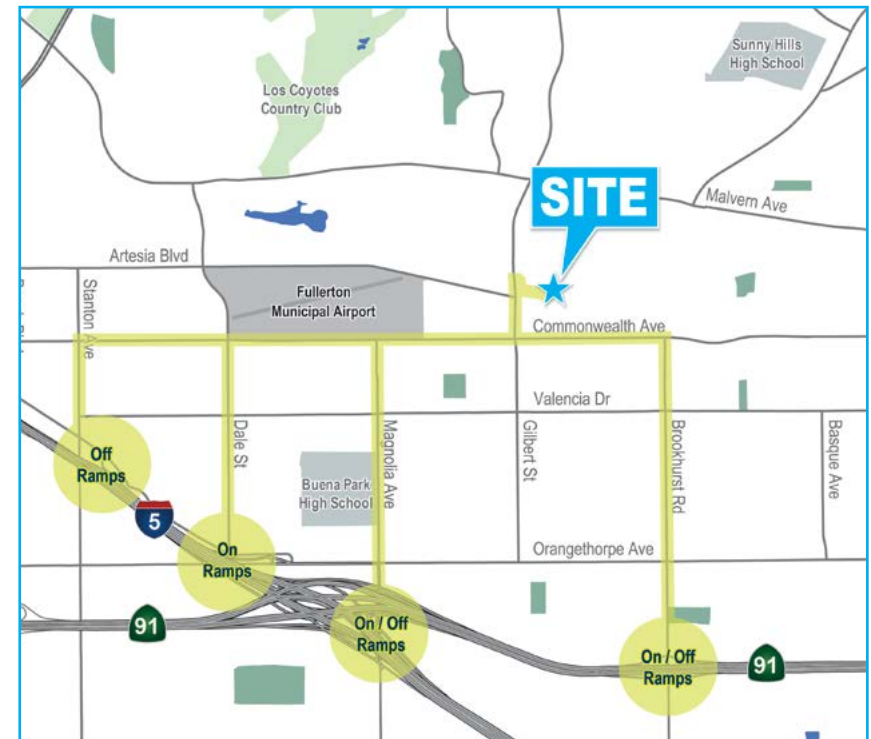 Sunny Hills
High School
Los Coyotes
Country Club
SITE
Malvern Ave
Artesia Blvd
Stanton Ave
Fullerton
Municipal Airport
Commonwealth Ave
Valencia Dr
Dale St
Magnolia Ave
Gilbert St
Brookhurst Rd
Basque Ave
Off
Ramps
Buena Park
High School
5
On
Ramps
Orangethorpe Ave
91
On / Off
Ramps
On / Off
Ramps
91